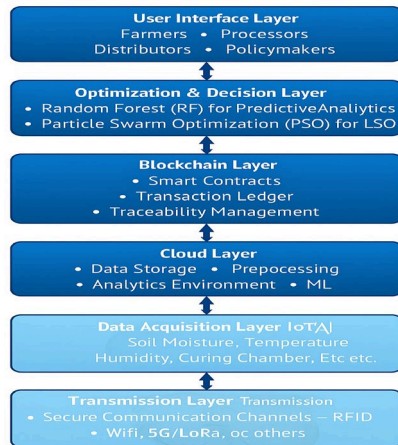 User Interface Layer
Farmers • Processors
Distributors • Policymakers
Optimization & Decision Layer
• Random Forest (RF) for PredictiveAnaliytics
• Particle Swarm Optimization (PSO) for LSO
Blockchain Layer
• Smart Contracts
• Transaction Ledger
• Traceability Management
Cloud Layer
• Data Storage • Prepocessing
• Analytics Environment • ML
Data Acquisition Layer IoT/AI
Soil Moisture, Temperature
Humidity, Curing Chamber, Etc etc.
Transmission Layer Transmission
• Secure Communication Channels – RFID
• Wifi, 5G/LoRa, oc others